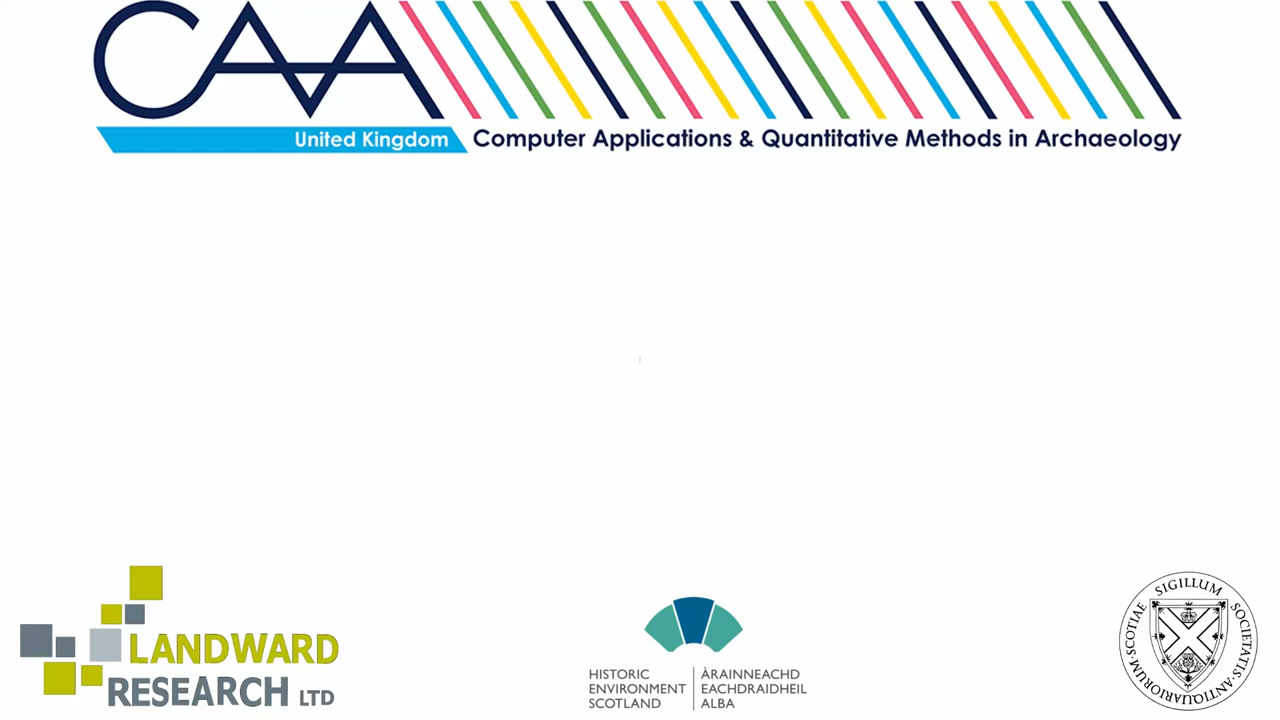 CAA
United Kingdom
Computer Applications & Quantitative Methods in Archaeology
LANDWARD
RESEARCH LTD
HISTORIC
ENVIRONMENT
SCOTLAND
ÀRAINNEACHD
EACHDRAIDHEIL
ALBA
SIGILLUM SOCIETATIS · ANTIQUARIORUM · SCOTIAE